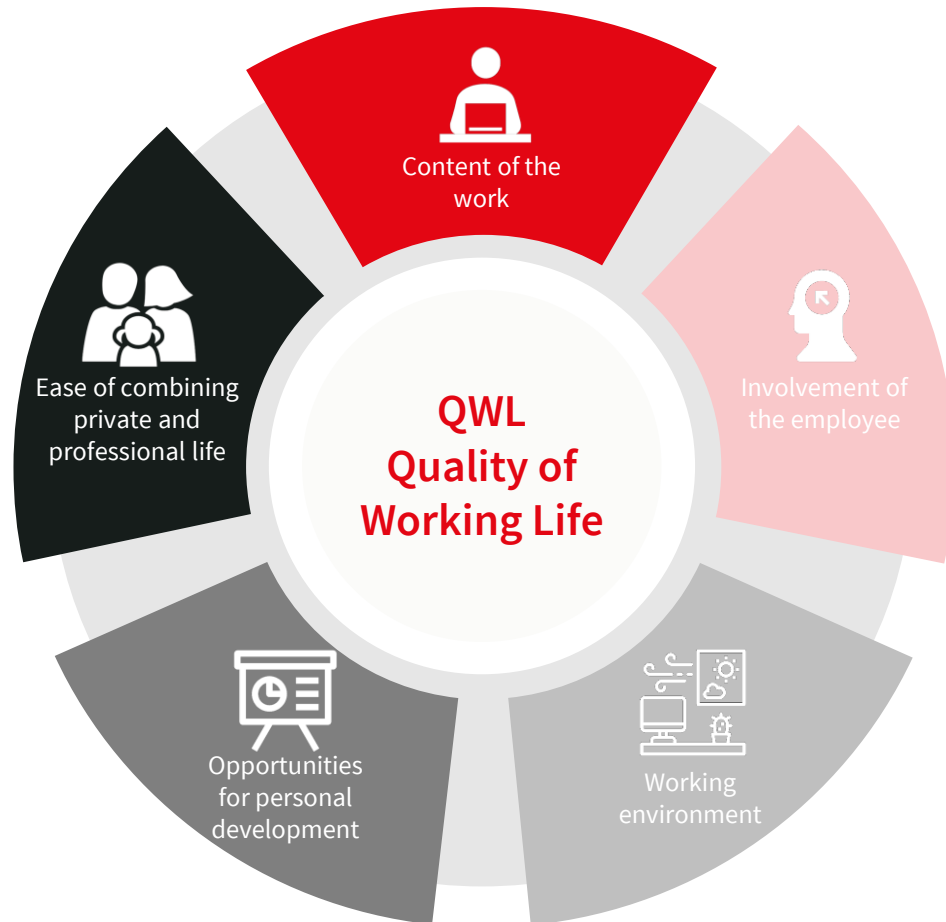 Content of the
work
Involvement of
the employee
Working
environment
Opportunities
for personal
development
Ease of combining
private and
professional life
QWL
Quality of
Working Life